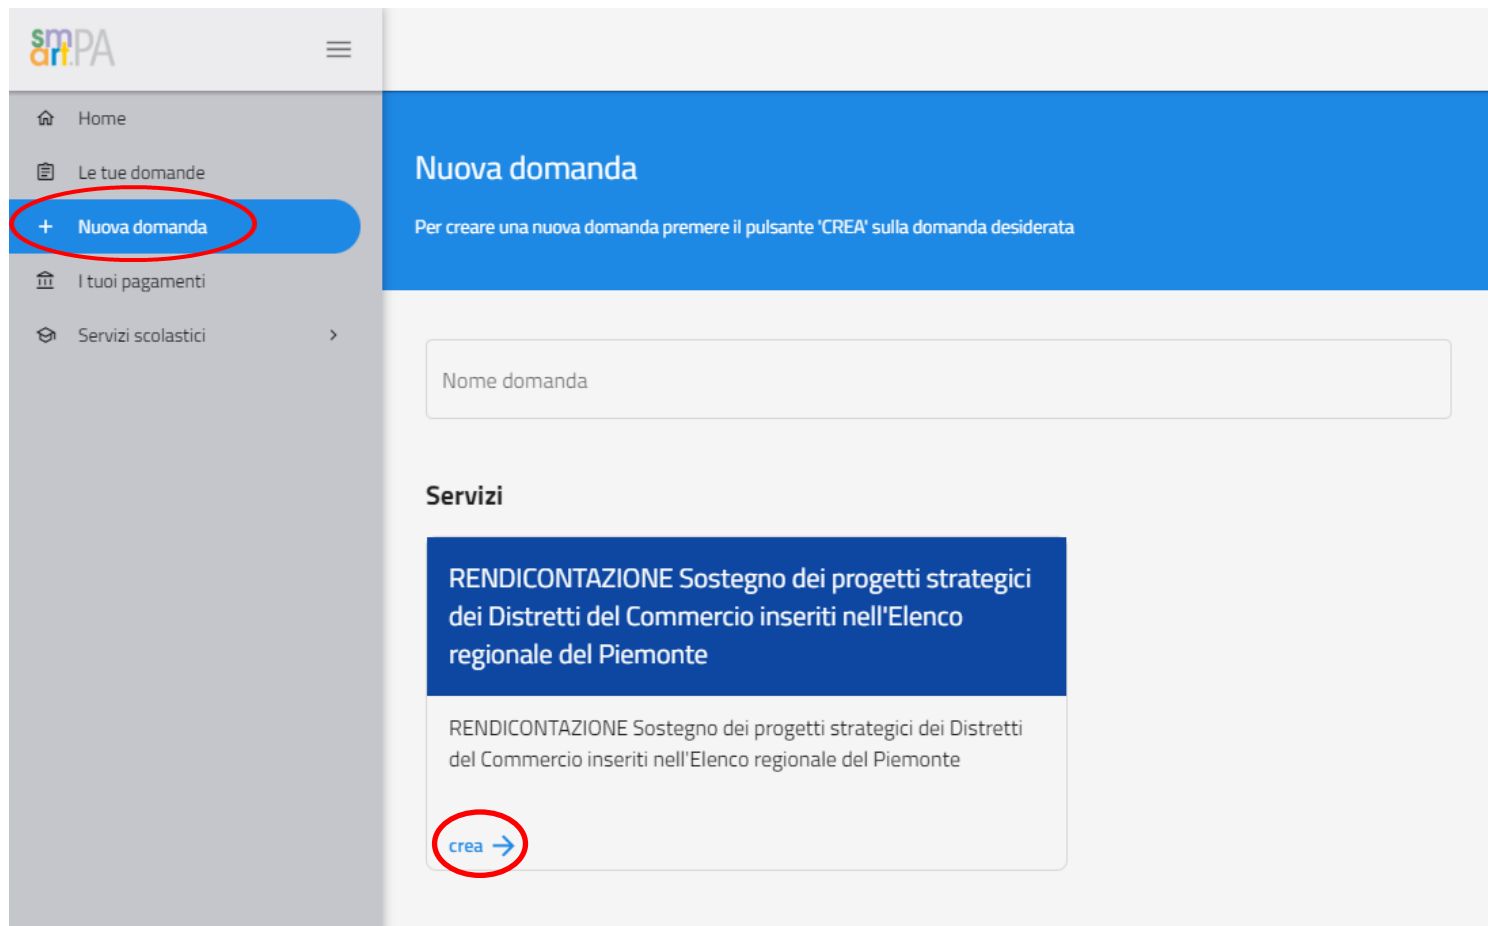 smart.PA
Home
Le tue domande
Nuova domanda
I tuoi pagamenti
Servizi scolastici
Nuova domanda
Per creare una nuova domanda premere il pulsante 'CREA' sulla domanda desiderata
Nome domanda
Servizi
RENDICONTAZIONE Sostegno dei progetti strategici
dei Distretti del Commercio inseriti nell'Elenco
regionale del Piemonte
RENDICONTAZIONE Sostegno dei progetti strategici dei Distretti
del Commercio inseriti nell'Elenco regionale del Piemonte
crea